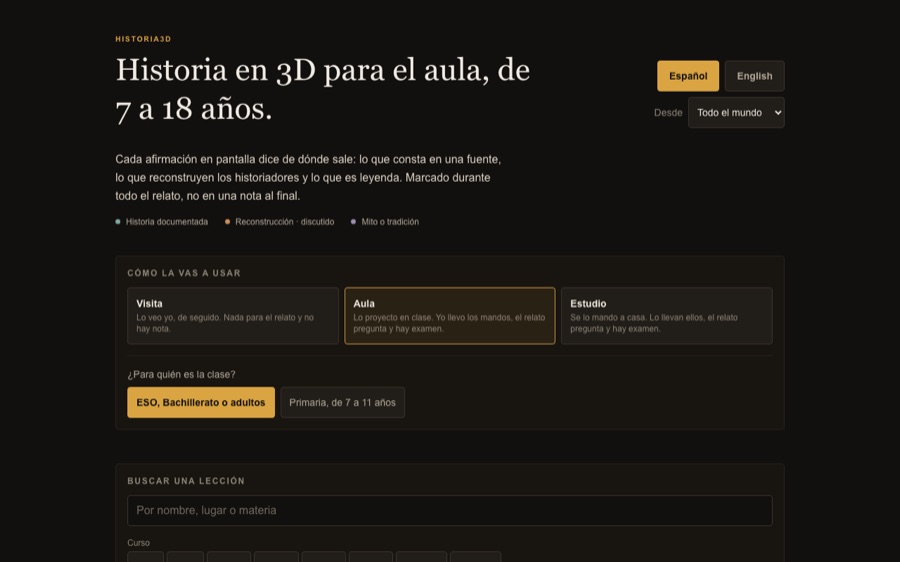 HISTORIA3D
Historia en 3D para el aula, de
7 a 18 años.
Español
English
Desde
Todo el mundo
Cada afirmación en pantalla dice de dónde sale: lo que consta en una fuente,
lo que reconstruyen los historiadores y lo que es leyenda. Marcado durante
todo el relato, no en una nota al final.
Historia documentada
Reconstrucción · discutido
Mito o tradición
CÓMO LA VAS A USAR
Visita
Lo veo yo, de seguido. Nada para el relato y no
hay nota.
Aula
Lo proyecto en clase. Yo llevo los mandos, el relato
pregunta y hay examen.
Estudio
Se lo mando a casa. Lo llevan ellos, el relato
pregunta y hay examen.
¿Para quién es la clase?
ESO, Bachillerato o adultos
Primaria, de 7 a 11 años
BUSCAR UNA LECCIÓN
Por nombre, lugar o materia
Curso